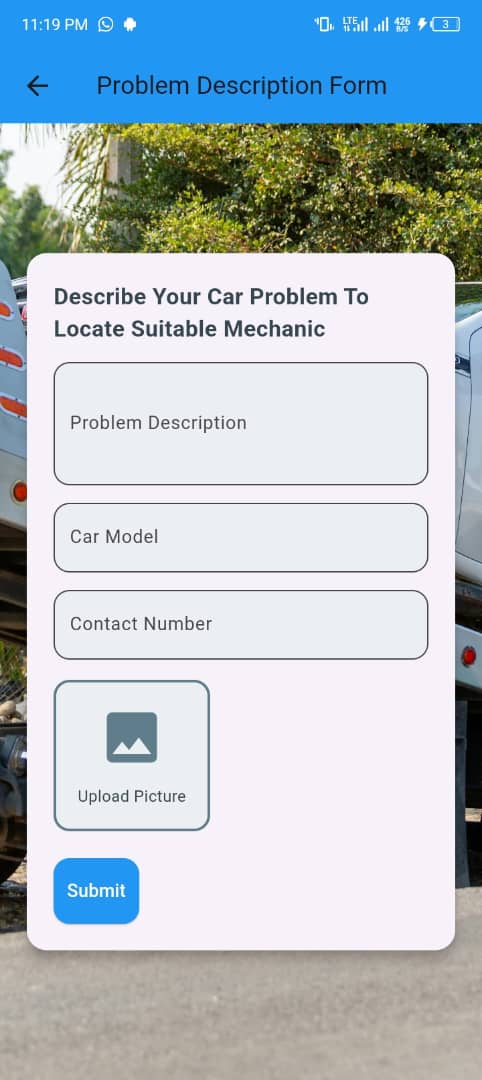 11:19 PM
LTE
426
B/S
3
Problem Description Form
Describe Your Car Problem To
Locate Suitable Mechanic
Problem Description
Car Model
Contact Number
Upload Picture
Submit